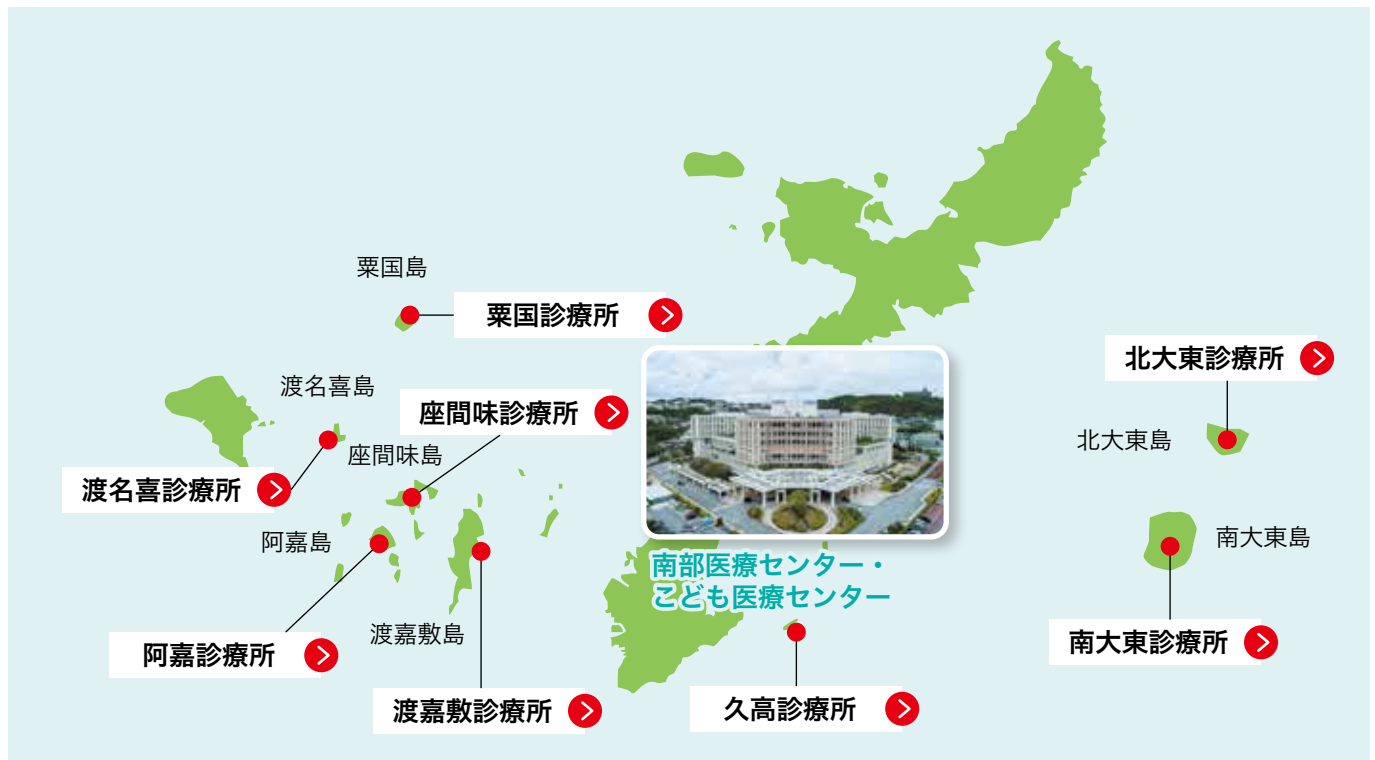 粟国島
粟国診療所
北大東診療所
渡名喜島
座間味診療所
北大東島
座間味島
渡名喜診療所
南大東島
阿嘉島
南部医療センター・
こども医療センター
渡嘉敷島
南大東診療所
阿嘉診療所
渡嘉敷診療所
久高診療所